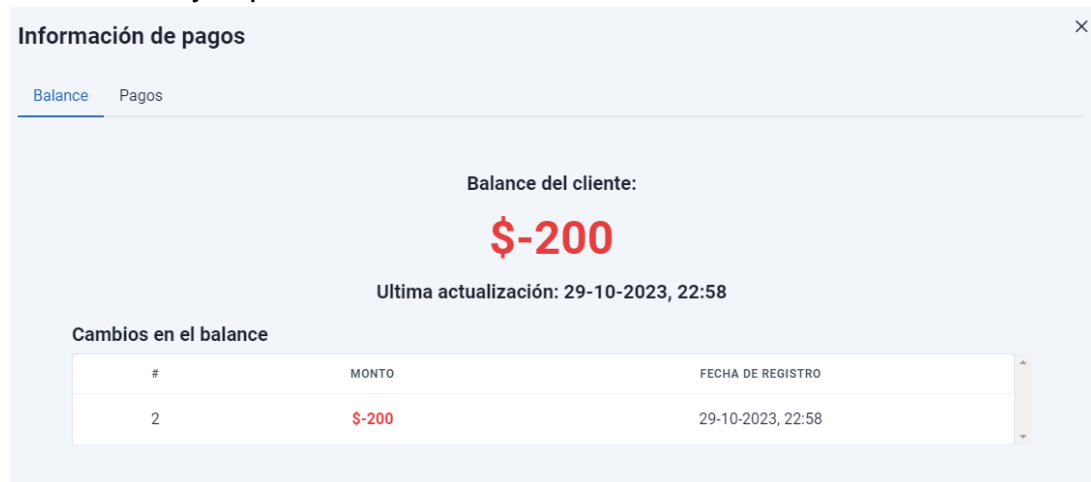 Información de pagos
Balance Pagos
Balance del cliente:
$-200
Ultima actualización: 29-10-2023, 22:58
Cambios en el balance
# MONTO FECHA DE REGISTRO
2 $-200 29-10-2023, 22:58